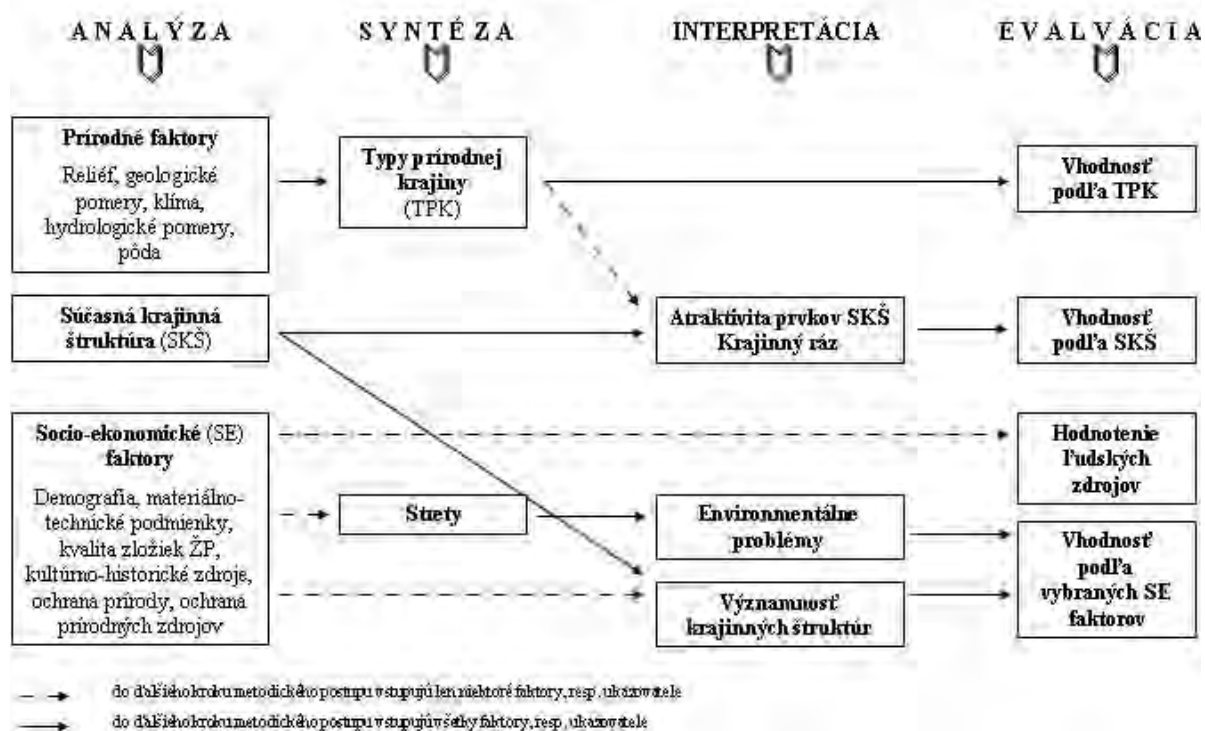 ANALÝZA
SYNTÉZA
INTERPRETÁCIA
EVALVÁCIA
Prírodné faktory
Reliéf, geologické
pomery, klíma,
hydrologické pomery,
pôda
Typy prírodnej
krajiny
(TPK)
Vhodnosť
podľa TPK
Súčasná krajinná
štruktúra (SKŠ)
Atraktivita prvkov SKŠ
Krajinný ráz
Vhodnosť
podľa SKŠ
Socio-ekonomické (SE)
faktory
Demografia, materiálno-
technické podmienky,
kvalita zložiek ŽP,
kultúrno-historické zdroje,
ochrana prírody, ochrana
prírodných zdrojov
Strety
Environmentálne
problémy
Významnosť
krajinných štruktúr
Hodnotenie
ľudských
zdrojov
Vhodnosť
podľa
vybraných SE
faktorov
do ďalšieho kroku metodického postupu vstupujú len niektoré faktory, resp. ukazovatele
do ďalšieho kroku metodického postupu vstupujú všetky faktory, resp. ukazovatele